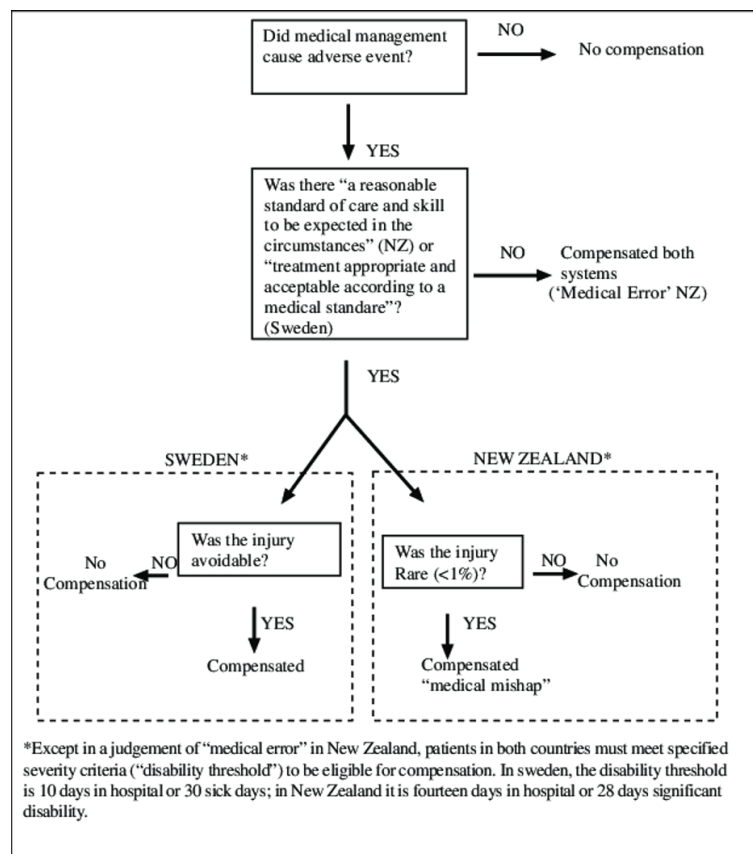 Did medical management
cause adverse event?
NO
No compensation
YES
Was there “a reasonable
standard of care and skill
to be expected in the
circumstances” (NZ) or
“treatment appropriate and
acceptable according to a
medical standare”?
(Sweden)
NO
Compensated both
systems
(‘Medical Error’ NZ)
YES
SWEDEN*
Was the injury
avoidable?
NO
No
Compensation
YES
Compensated
NEW ZEALAND*
Was the injury
Rare (<1%)?
NO
No
Compensation
YES
Compensated
“medical mishap”
*Except in a judgement of “medical error” in New Zealand, patients in both countries must meet specified
severity criteria (“disability threshold”) to be eligible for compensation. In sweden, the disability threshold
is 10 days in hospital or 30 sick days; in New Zealand it is fourteen days in hospital or 28 days significant
disability.